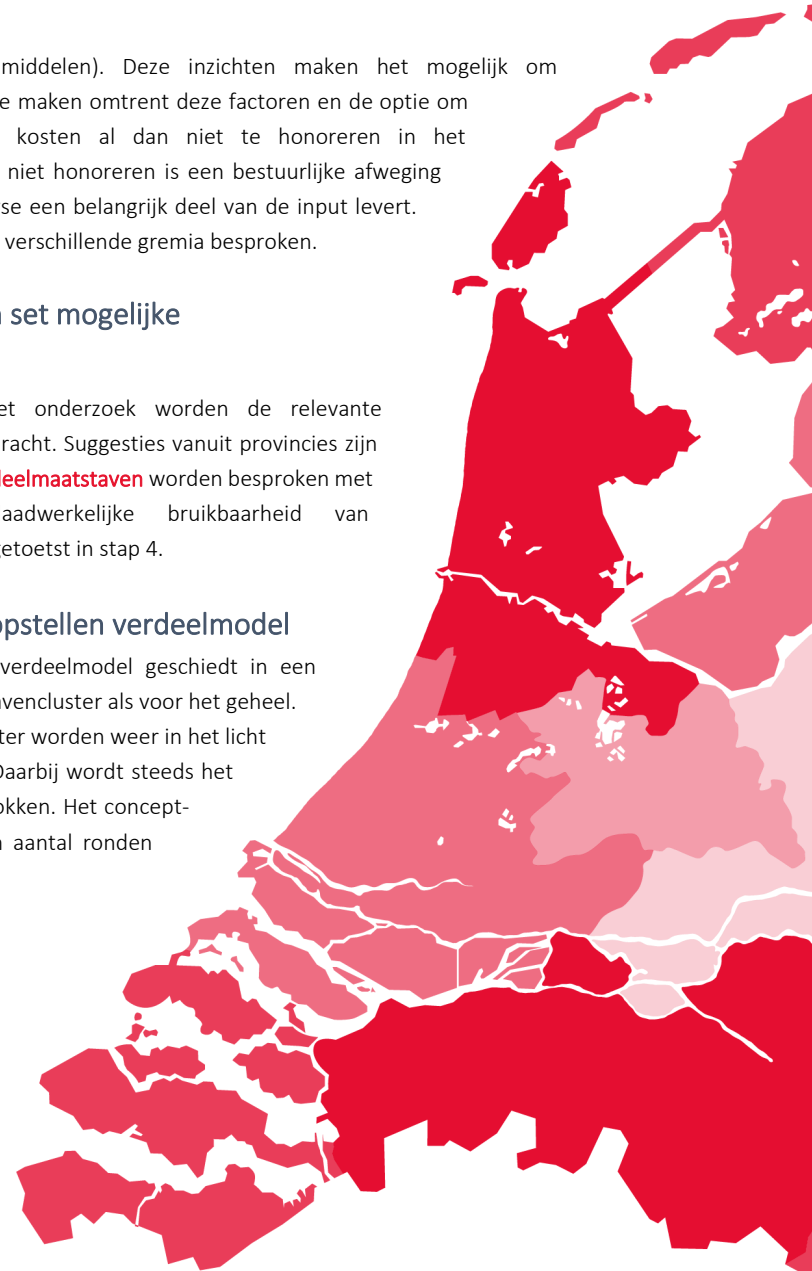 middelen). Deze inzichten maken het mogelijk om
e maken omtrent deze factoren en de optie om
kosten al dan niet te honoreren in het
niet honoreren is een bestuurlijke afweging
se een belangrijk deel van de input levert.
verschillende gremia besproken.
set mogelijke
et onderzoek worden de relevante
racht. Suggesties vanuit provincies zijn
deelmaatstaven worden besproken met
aadwerkelijke bruikbaarheid van
getoetst in stap 4.
opstellen verdeelmodel
verdeelmodel geschiedt in een
avencluster als voor het geheel.
ter worden weer in het licht
Daarbij wordt steeds het
okken. Het concept-
n aantal ronden